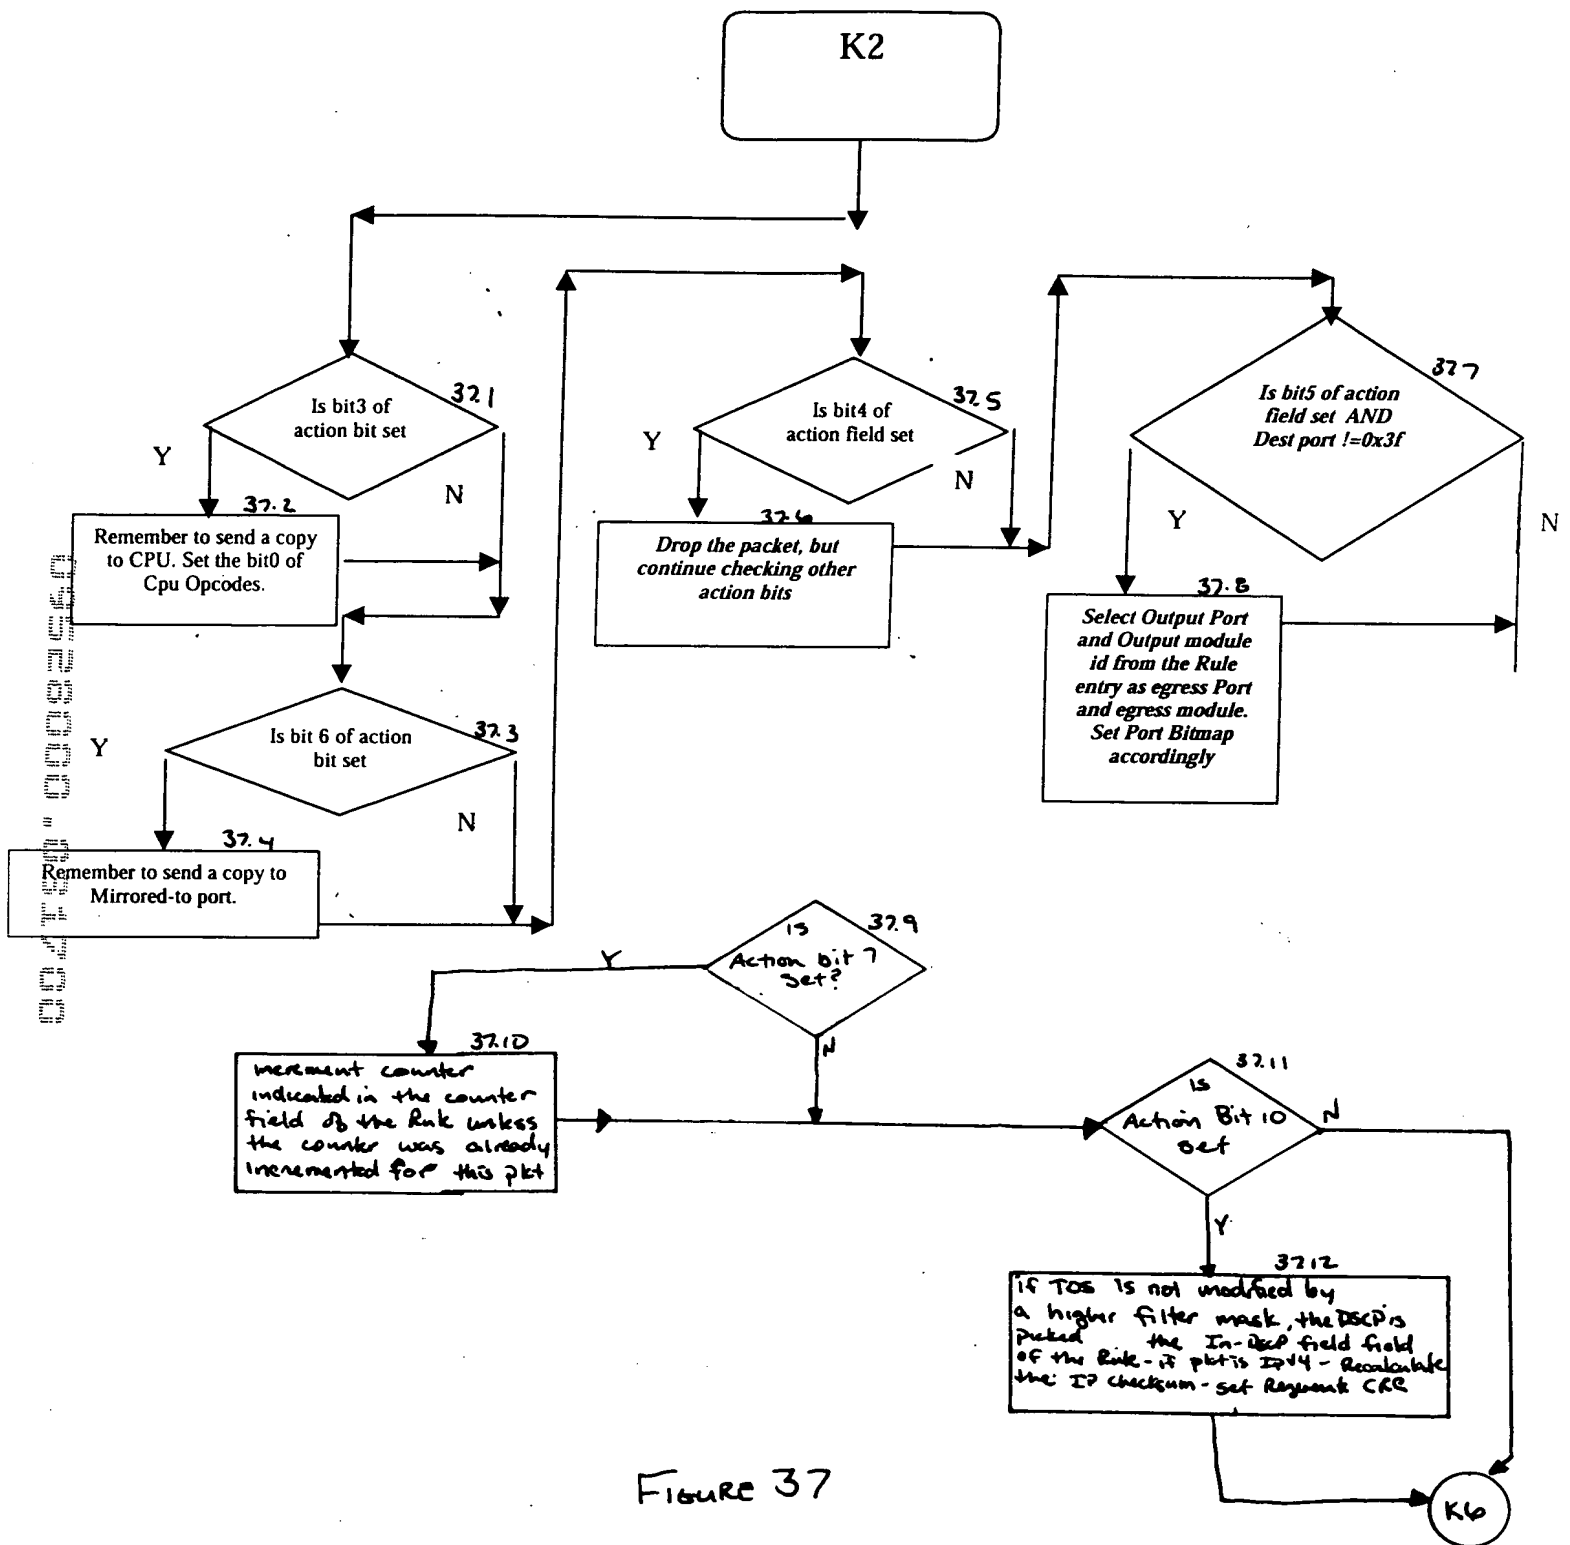 K2
37.1
Is bit3 of
action bit set
Y
N
37.2
Remember to send a copy
to CPU. Set the bit0 of
Cpu Opcodes.
37.3
Is bit 6 of action
bit set
Y
N
37.4
Remember to send a copy to
Mirrored-to port.
37.5
Is bit4 of
action field set
Y
N
37.6
Drop the packet, but
continue checking other
action bits
37.7
Is bit5 of action
field set AND
Dest port !=0x3f
Y
N
37.8
Select Output Port
and Output module
id from the Rule
entry as egress Port
and egress module.
Set Port Bitmap
accordingly
37.9
is
Action bit 7
set?
Y
N
37.10
increment counter
indicated in the counter
field of the Rule unless
the counter was already
incremented for this pkt
37.11
is
Action Bit 10
set
N
Y
37.12
if TOS is not modified by
a higher filter mask, the DSCP is
picked the In-DSCP field field
of the Rule - if pkt is IPV4 - Recalculate
the IP checksum - set Regenerate CRC
K6
FIGURE 37